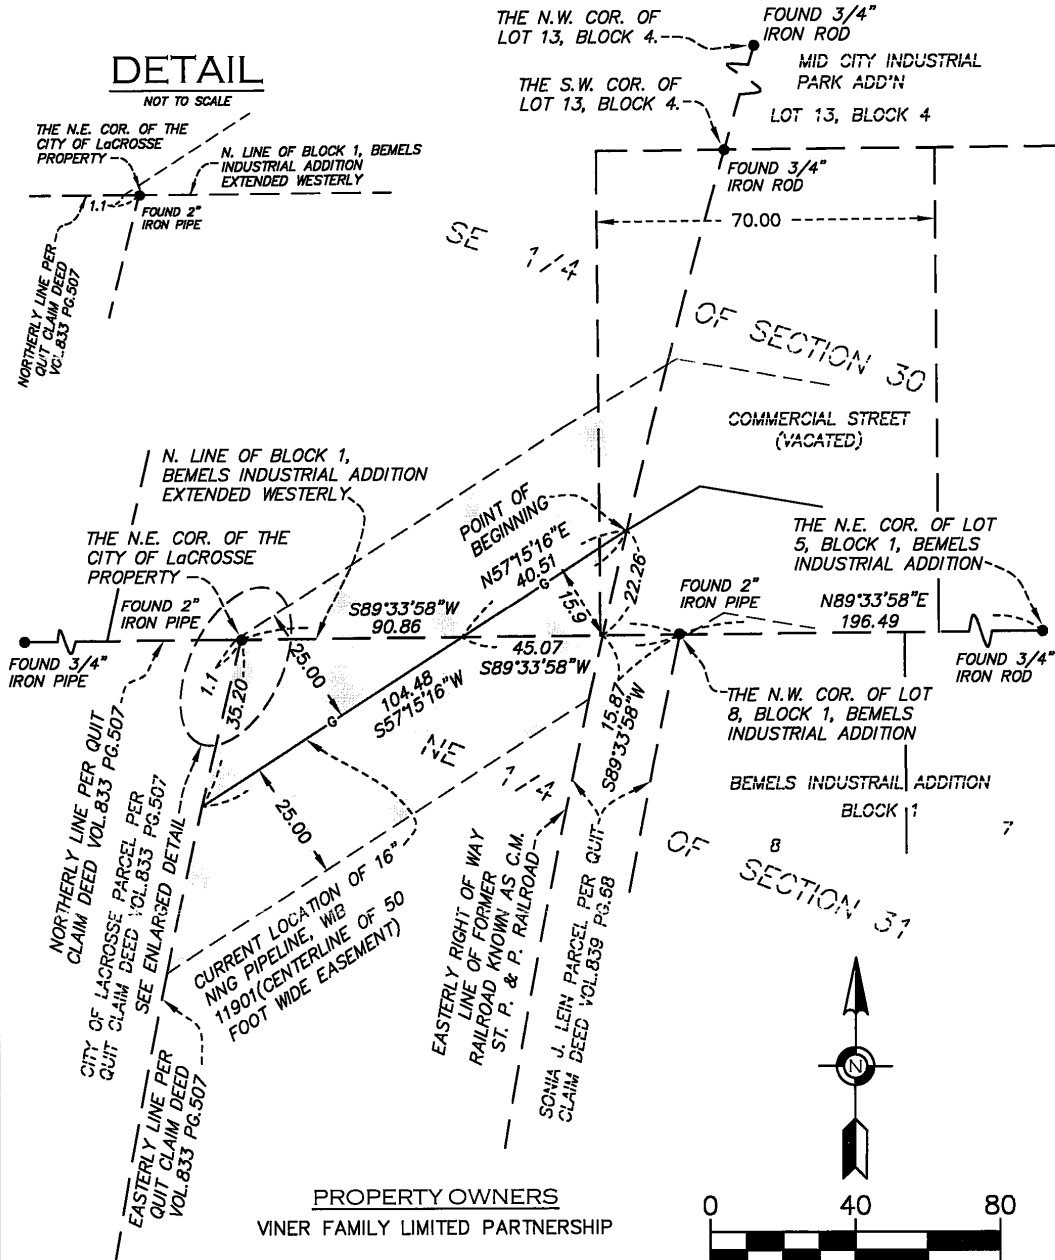 DETAIL
NOT TO SCALE
THE N.E. COR. OF THE
CITY OF LaCROSSE
PROPERTY
N. LINE OF BLOCK 1, BEMELS
INDUSTRIAL ADDITION
EXTENDED WESTERLY
1.1
FOUND 2"
IRON PIPE
NORTHERLY LINE PER
QUIT CLAIM DEED
VOL.833 PG.507
THE N.W. COR. OF
LOT 13, BLOCK 4.
FOUND 3/4"
IRON ROD
MID CITY INDUSTRIAL
PARK ADD'N
THE S.W. COR. OF
LOT 13, BLOCK 4.
LOT 13, BLOCK 4
FOUND 3/4"
IRON ROD
70.00
SE 1/4
OF SECTION 30
COMMERCIAL STREET
(VACATED)
N. LINE OF BLOCK 1,
BEMELS INDUSTRIAL ADDITION
EXTENDED WESTERLY
POINT OF
BEGINNING
THE N.E. COR. OF THE
CITY OF LaCROSSE
PROPERTY
THE N.E. COR. OF LOT
5, BLOCK 1, BEMELS
INDUSTRIAL ADDITION
N57°15'16"E
40.51
G
22.26
15.9
FOUND 2"
IRON PIPE
S89°33'58"W
90.86
FOUND 2"
IRON PIPE
N89°33'58"E
196.49
FOUND 3/4"
IRON PIPE
45.07
S89°33'58"W
FOUND 3/4"
IRON ROD
1.1
35.20
25.00
G
104.48
S57°15'16"W
15.87
S89°33'58"W
THE N.W. COR. OF LOT
8, BLOCK 1, BEMELS
INDUSTRIAL ADDITION
NE 1/4
OF SECTION 31
BEMELS INDUSTRAIL ADDITION
BLOCK 1
8
7
25.00
NORTHERLY LINE PER QUIT
CLAIM DEED VOL.833 PG.507
CITY OF LACROSSE PARCEL PER
QUIT CLAIM DEED VOL.833 PG.507
SEE ENLARGED DETAIL
CURRENT LOCATION OF 16"
NNG PIPELINE, WIB
11901(CENTERLINE OF 50
FOOT WIDE EASEMENT)
EASTERLY RIGHT OF WAY
LINE OF FORMER
RAILROAD KNOWN AS C.M.
ST. P. & P. RAILROAD
SONIA J. LEIN PARCEL PER QUIT
CLAIM DEED VOL.839 PG.58
EASTERLY LINE PER
QUIT CLAIM DEED
VOL.833 PG.507
N
PROPERTY OWNERS
VINER FAMILY LIMITED PARTNERSHIP
0 40 80